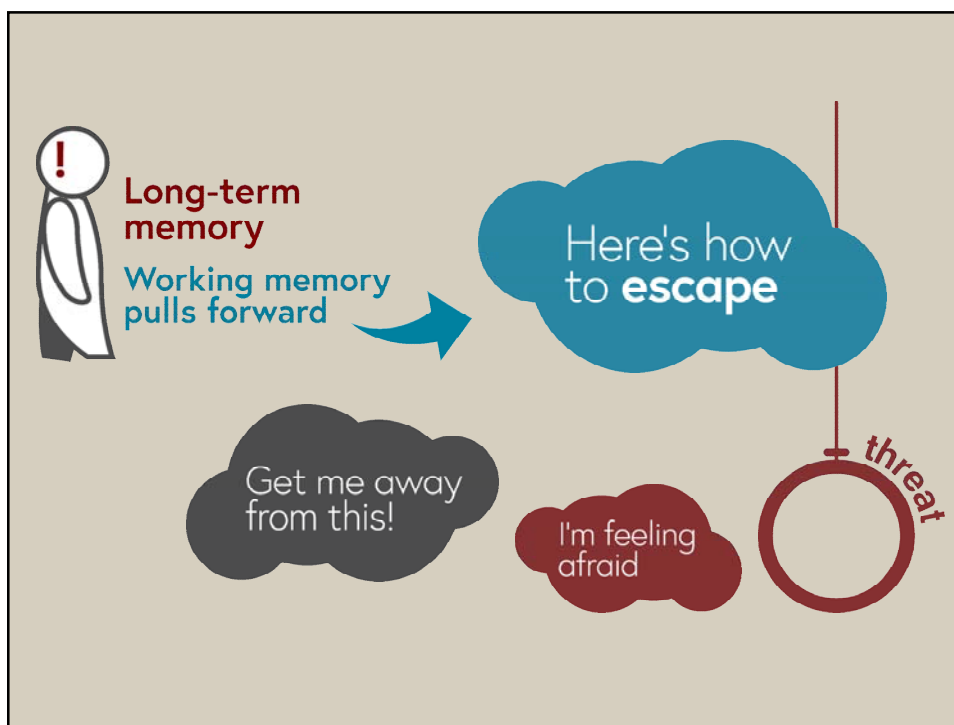 !
Long-term
memory
Working memory
pulls forward
Here's how
to escape
Get me away
from this!
I'm feeling
afraid
threat